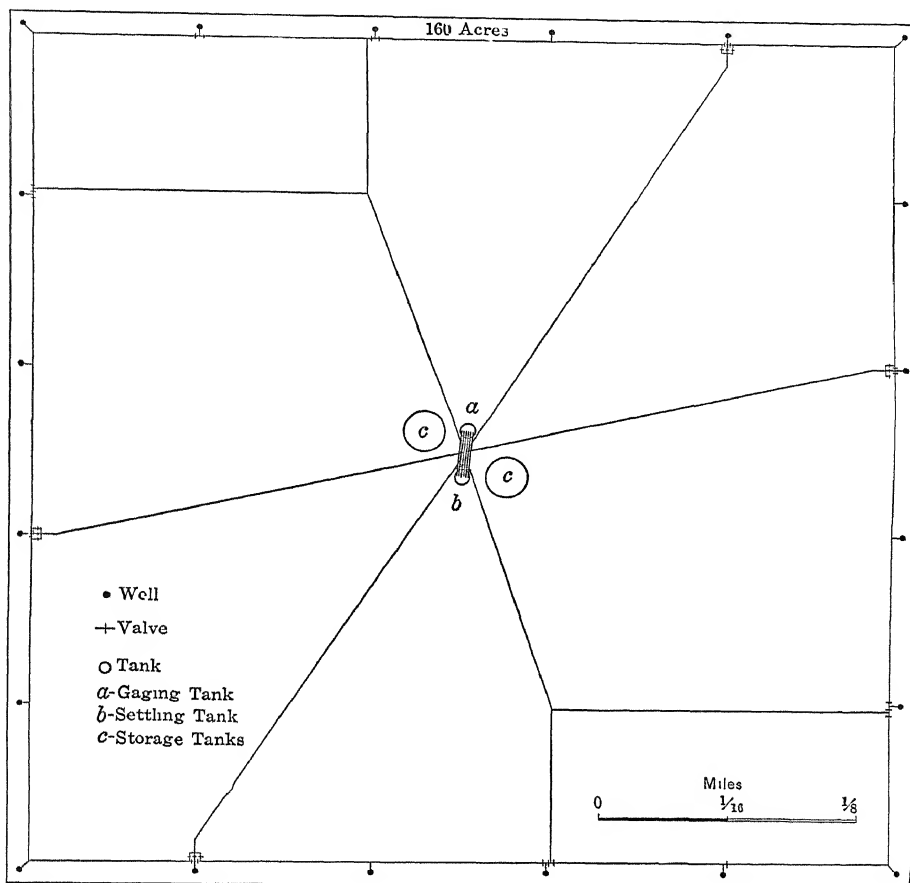 160 Acres
a
c
c
b
Well
Valve
Tank
a-Gaging Tank
b-Settling Tank
c-Storage Tanks
Miles
0 1/16 1/8